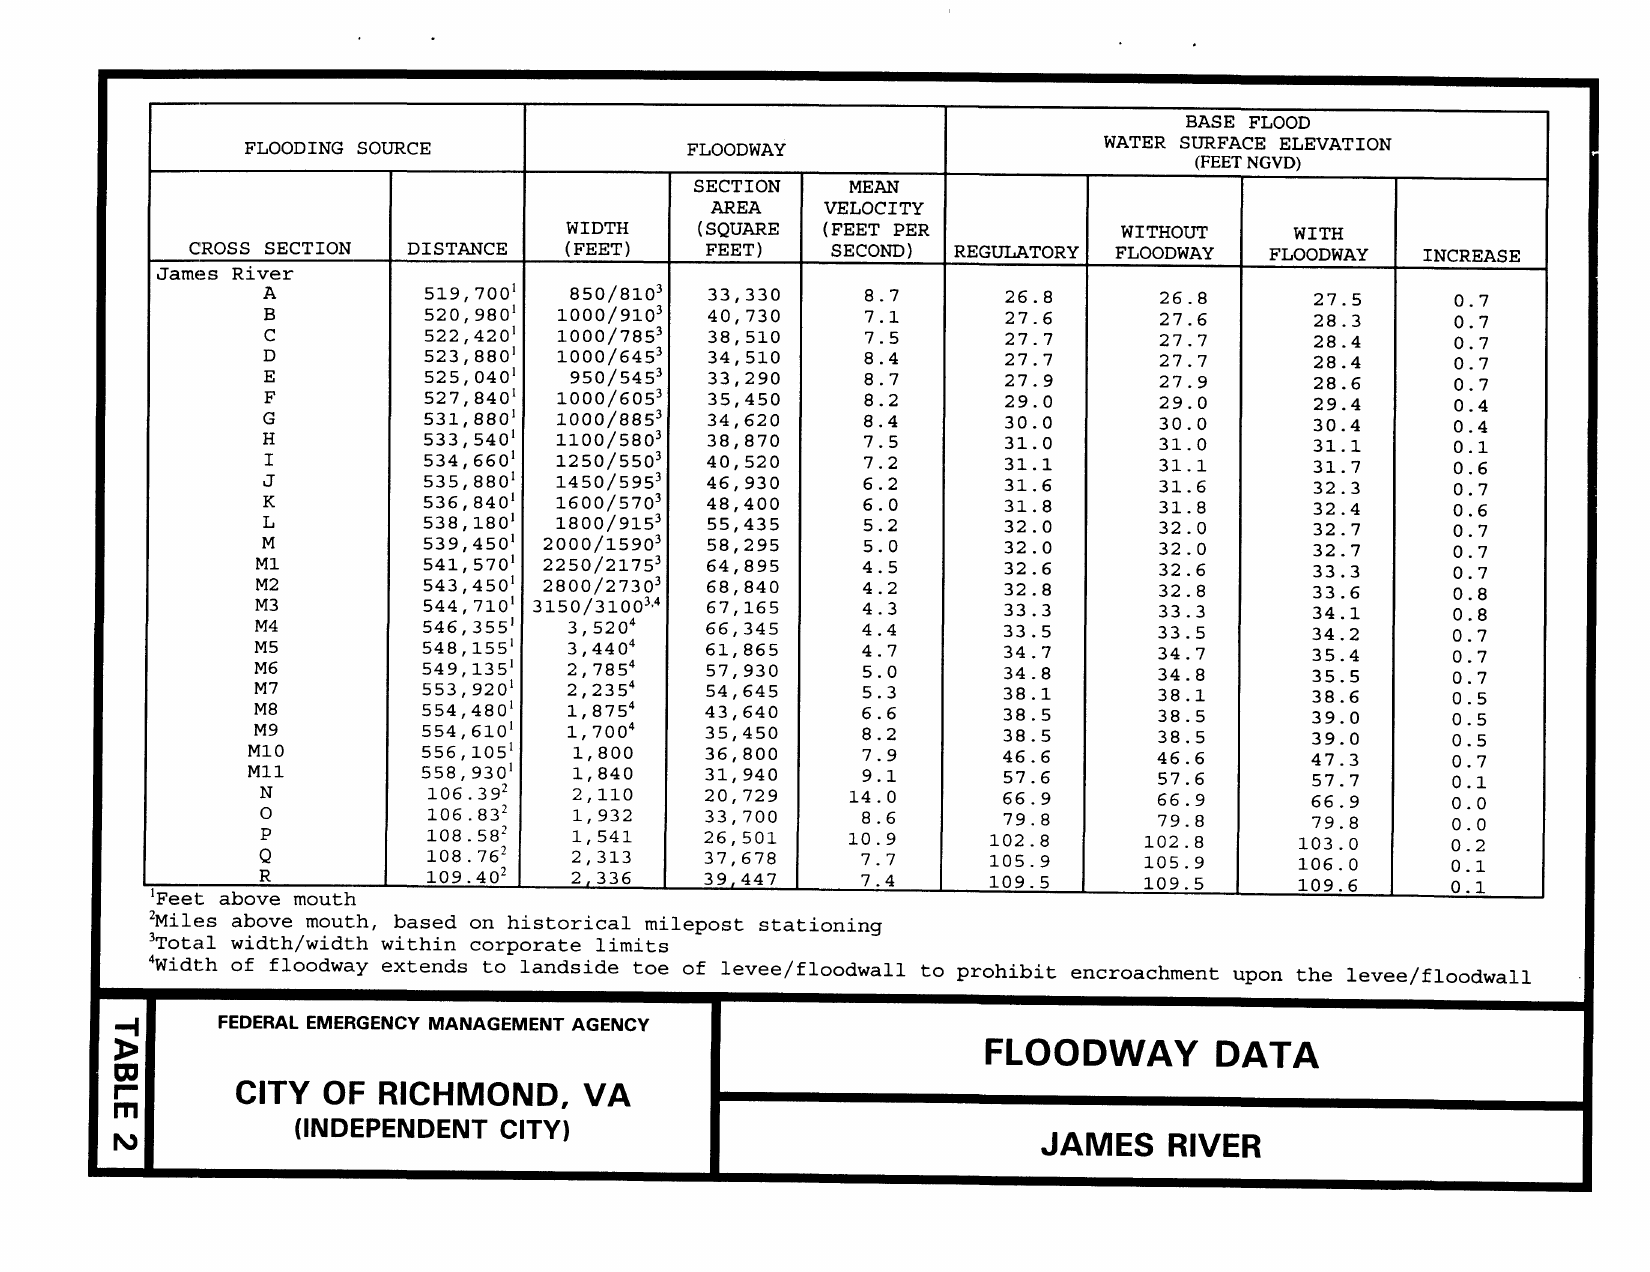 FLOODING SOURCE FLOODWAY BASE FLOOD
WATER SURFACE ELEVATION
(FEET NGVD)
CROSS SECTION DISTANCE WIDTH (FEET) SECTION AREA (SQUARE FEET) MEAN VELOCITY (FEET PER SECOND) REGULATORY WITHOUT FLOODWAY WITH FLOODWAY INCREASE
James River
A 519,700¹ 850/810³ 33,330 8.7 26.8 26.8 27.5 0.7
B 520,980¹ 1000/910³ 40,730 7.1 27.6 27.6 28.3 0.7
C 522,420¹ 1000/785³ 38,510 7.5 27.7 27.7 28.4 0.7
D 523,880¹ 1000/645³ 34,510 8.4 27.7 27.7 28.4 0.7
E 525,040¹ 950/545³ 33,290 8.7 27.9 27.9 28.6 0.7
F 527,840¹ 1000/605³ 35,450 8.2 29.0 29.0 29.4 0.4
G 531,880¹ 1000/885³ 34,620 8.4 30.0 30.0 30.4 0.4
H 533,540¹ 1100/580³ 38,870 7.5 31.0 31.0 31.1 0.1
I 534,660¹ 1250/550³ 40,520 7.2 31.1 31.1 31.7 0.6
J 535,880¹ 1450/595³ 46,930 6.2 31.6 31.6 32.3 0.7
K 536,840¹ 1600/570³ 48,400 6.0 31.8 31.8 32.4 0.6
L 538,180¹ 1800/915³ 55,435 5.2 32.0 32.0 32.7 0.7
M 539,450¹ 2000/1590³ 58,295 5.0 32.0 32.0 32.7 0.7
M1 541,570¹ 2250/2175³ 64,895 4.5 32.6 32.6 33.3 0.7
M2 543,450¹ 2800/2730³ 68,840 4.2 32.8 32.8 33.6 0.8
M3 544,710¹ 3150/3100³,⁴ 67,165 4.3 33.3 33.3 34.1 0.8
M4 546,355¹ 3,520⁴ 66,345 4.4 33.5 33.5 34.2 0.7
M5 548,155¹ 3,440⁴ 61,865 4.7 34.7 34.7 35.4 0.7
M6 549,135¹ 2,785⁴ 57,930 5.0 34.8 34.8 35.5 0.7
M7 553,920¹ 2,235⁴ 54,645 5.3 38.1 38.1 38.6 0.5
M8 554,480¹ 1,875⁴ 43,640 6.6 38.5 38.5 39.0 0.5
M9 554,610¹ 1,700⁴ 35,450 8.2 38.5 38.5 39.0 0.5
M10 556,105¹ 1,800 36,800 7.9 46.6 46.6 47.3 0.7
M11 558,930¹ 1,840 31,940 9.1 57.6 57.6 57.7 0.1
N 106.39² 2,110 20,729 14.0 66.9 66.9 66.9 0.0
O 106.83² 1,932 33,700 8.6 79.8 79.8 79.8 0.0
P 108.58² 1,541 26,501 10.9 102.8 102.8 103.0 0.2
Q 108.76² 2,313 37,678 7.7 105.9 105.9 106.0 0.1
R 109.40² 2,336 39,447 7.4 109.5 109.5 109.6 0.1
¹Feet above mouth
²Miles above mouth, based on historical milepost stationing
³Total width/width within corporate limits
⁴Width of floodway extends to landside toe of levee/floodwall to prohibit encroachment upon the levee/floodwall
TABLE 2
FEDERAL EMERGENCY MANAGEMENT AGENCY
CITY OF RICHMOND, VA
(INDEPENDENT CITY)
FLOODWAY DATA
JAMES RIVER